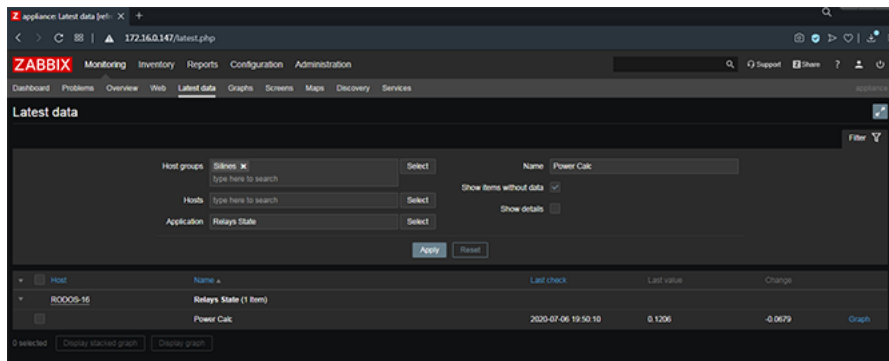 appliance: Latest data [refr
172.16.0.147/latest.php
ZABBIX Monitoring Inventory Reports Configuration Administration Support Share ?
Dashboard Problems Overview Web Latest data Graphs Screens Maps Discovery Services appliance
Latest data
Filter
Host groups Silines Select Name Power Calc
type here to search
Show items without data
Hosts type here to search Select
Show details
Application Relays State Select
Apply Reset
Host Name Last check Last value Change
RODOS-16 Relays State (1 Item)
Power Calc 2020-07-06 19:50:10 0.1206 -0.0679 Graph
0 selected Display stacked graph Display graph